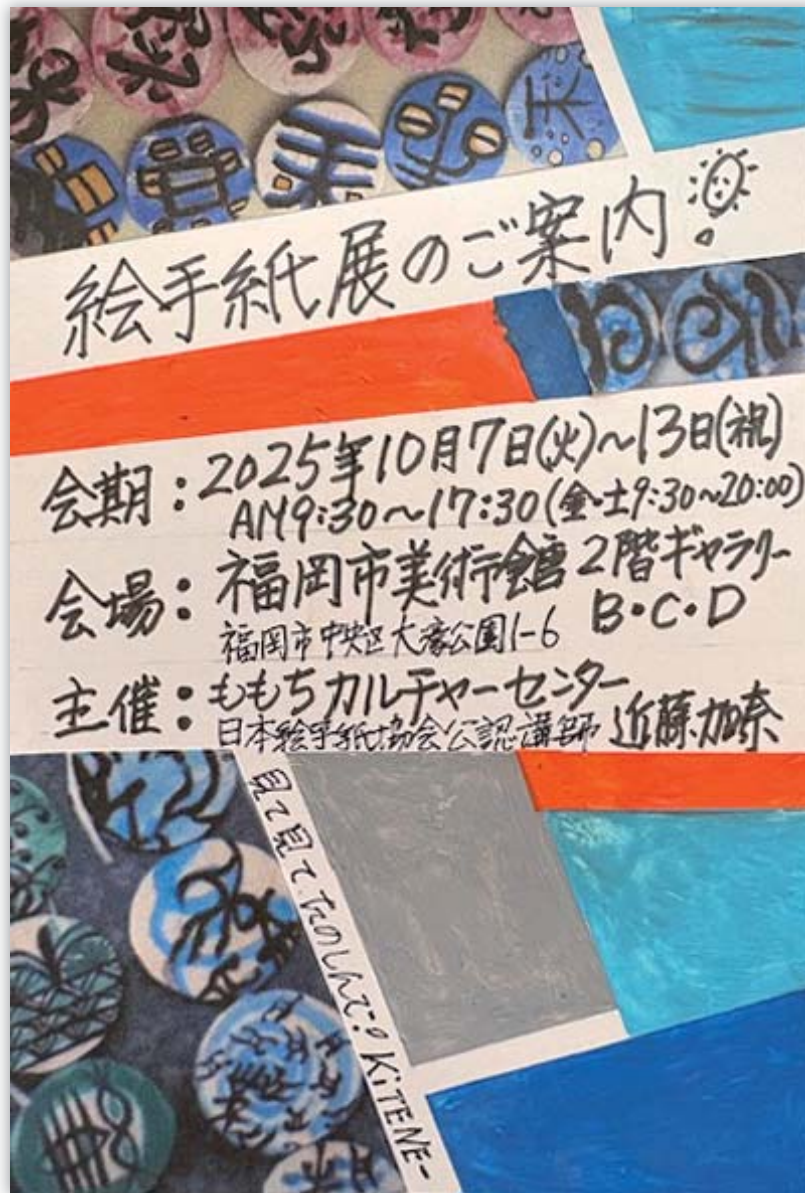 絵手紙展のご案内!
会期:2025年10月7日(火)~13日(祝)
AM9:30~17:30(金・土9:30~20:00)
会場:福岡市美術館 2階ギャラリー
B・C・D
福岡市中央区大濠公園1-6
主催:ももちカルチャーセンター
日本絵手紙協会公認講師 近藤加奈
見て見てたのしんで! KiTENE-